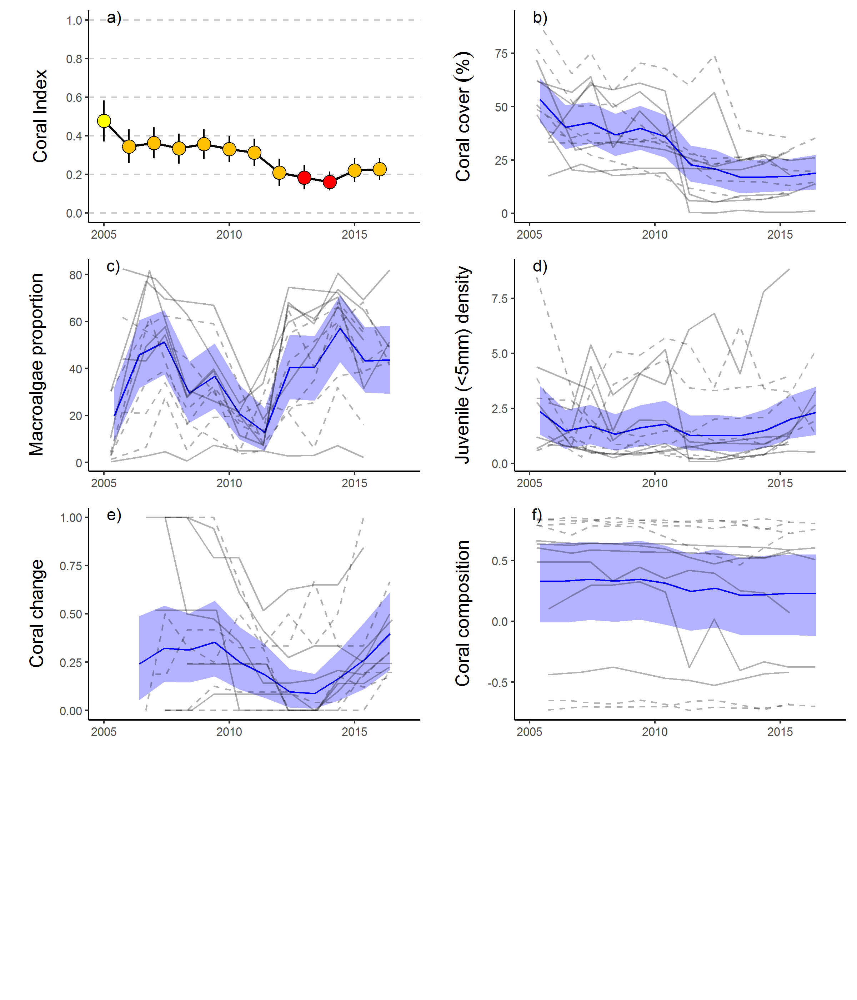 a)
Coral Index
1.0
0.8
0.6
0.4
0.2
0.0
2005 2010 2015
b)
Coral cover (%)
75
50
25
0
2005 2010 2015
c)
Macroalgae proportion
80
60
40
20
0
2005 2010 2015
d)
Juvenile (<5mm) density
7.5
5.0
2.5
0.0
2005 2010 2015
e)
Coral change
1.00
0.75
0.50
0.25
0.00
2005 2010 2015
f)
Coral composition
0.5
0.0
-0.5
2005 2010 2015